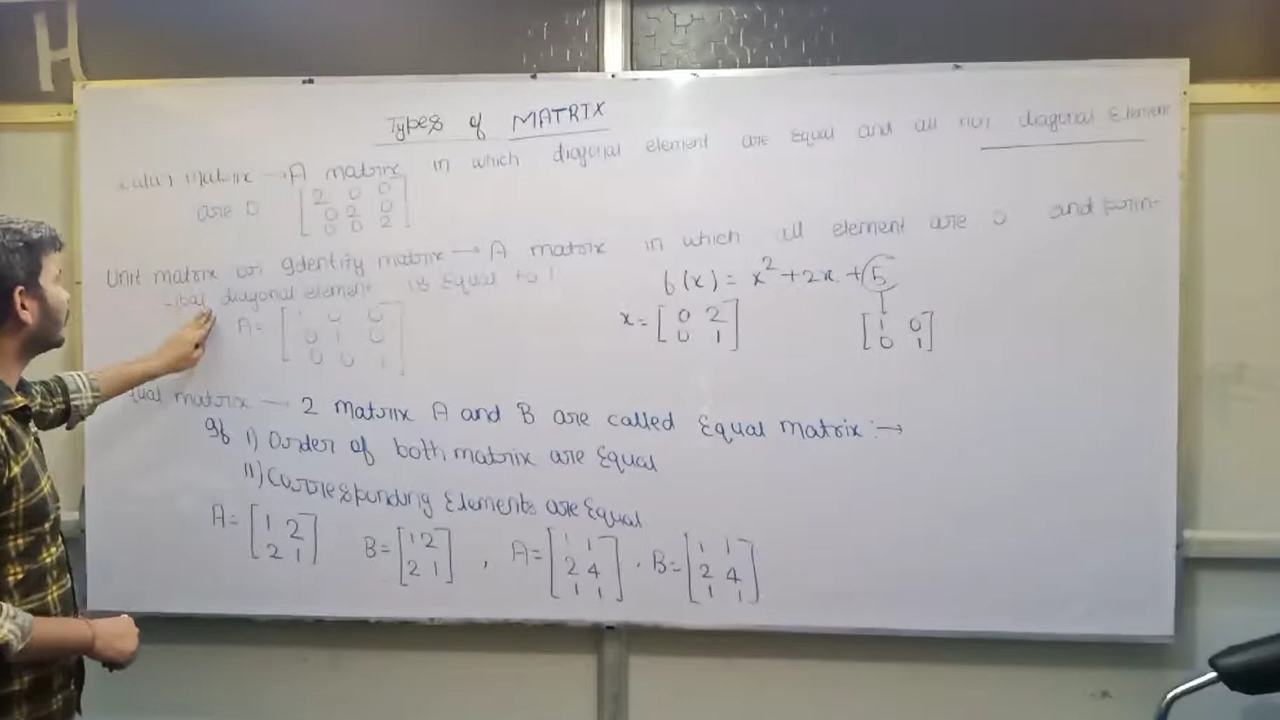 Types of MATRIX
Matrix → A matrix in which diagonal element are Equal and all non diagonal Element
are 0 [2 0 0
0 2 0
0 0 2]
Unit matrix or Identity matrix → A matrix in which all element are 0 and prin-
-ipal diagonal element is Equal to 1
f(x) = x² + 2x + 5
A = [1 0 0
0 1 0
0 0 1]
x = [0 2
0 1]
[1 0
0 1]
qual matrix — 2 matrix A and B are called Equal matrix :→
If i) Order of both matrix are Equal
ii) Corresponding Elements are Equal
A = [1 2
2 1] B = [1 2
2 1] , A = [1 1
2 4
1 1] . B = [1 1
2 4
1 1]